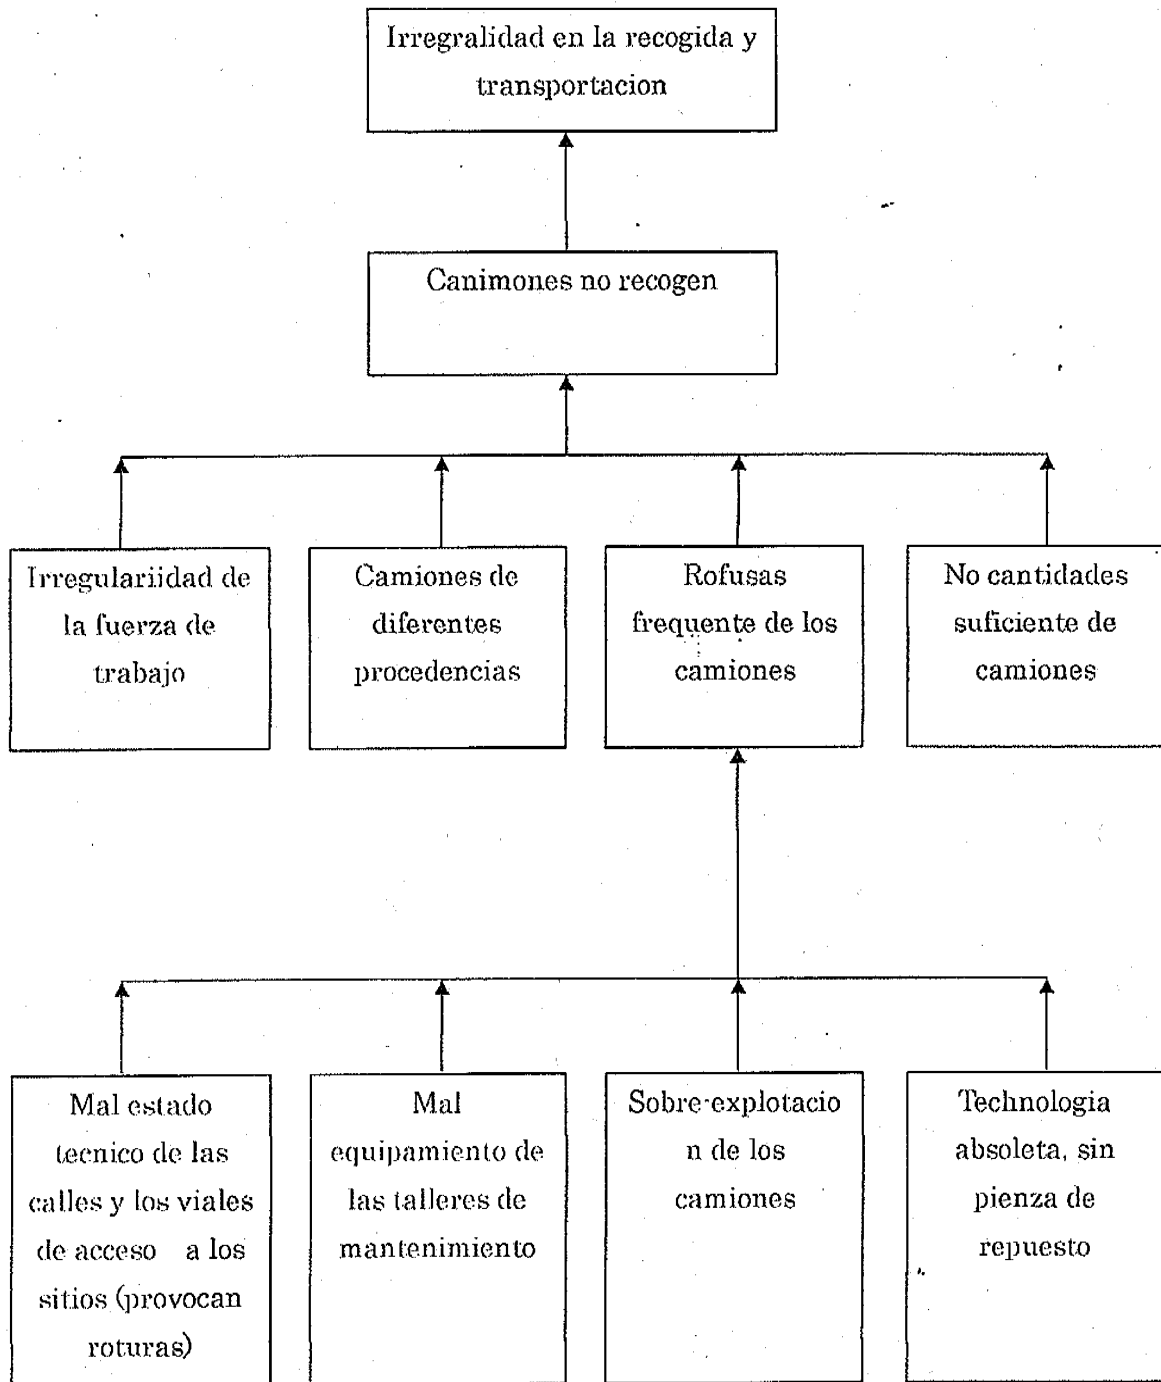 Irregralidad en la recogida y
transportacion
Canimones no recogen
Irregulariidad de
la fuerza de
trabajo
Camiones de
diferentes
procedencias
Rofusas
frequente de los
camiones
No cantidades
suficiente de
camiones
Mal estado
tecnico de las
calles y los viales
de acceso a los
sitios (provocan
roturas)
Mal
equipamiento de
las talleres de
mantenimiento
Sobre-explotacio
n de los
camiones
Technologia
absoleta, sin
pienza de
repuesto